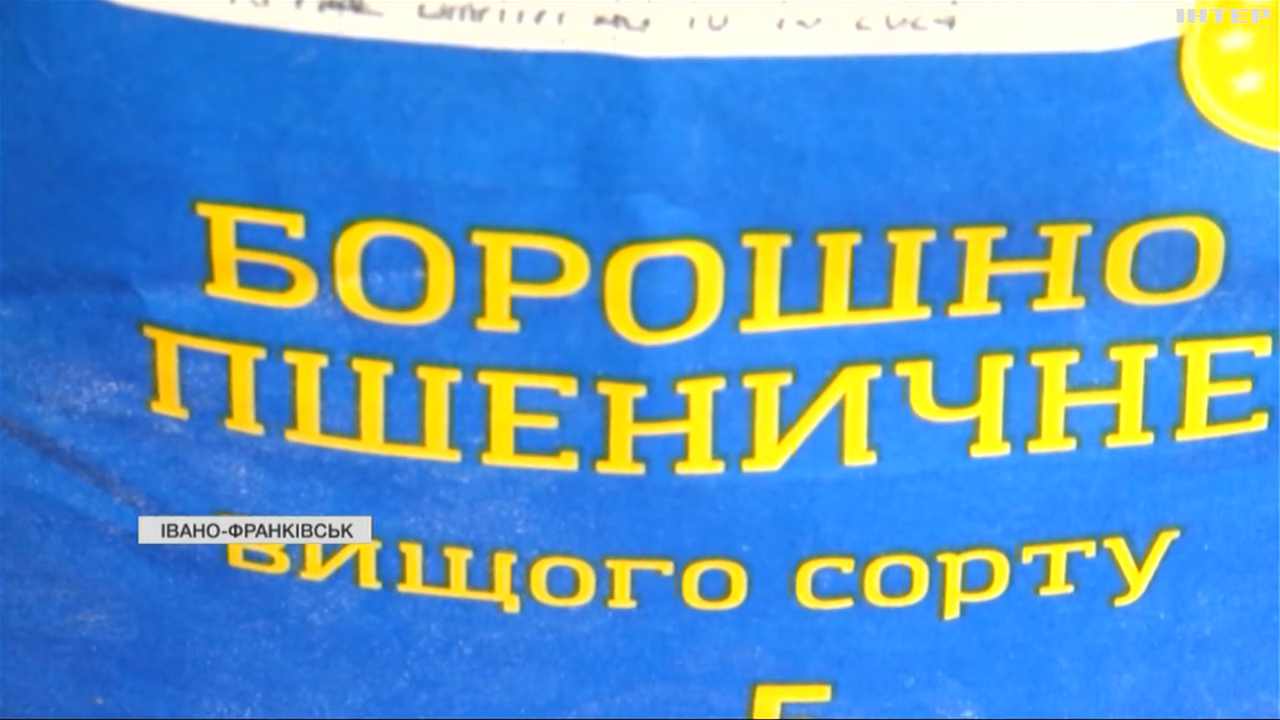 ІНТЕР
БОРОШНО
ПШЕНИЧНЕ
ІВАНО-ФРАНКІВСЬК
вищого сорту